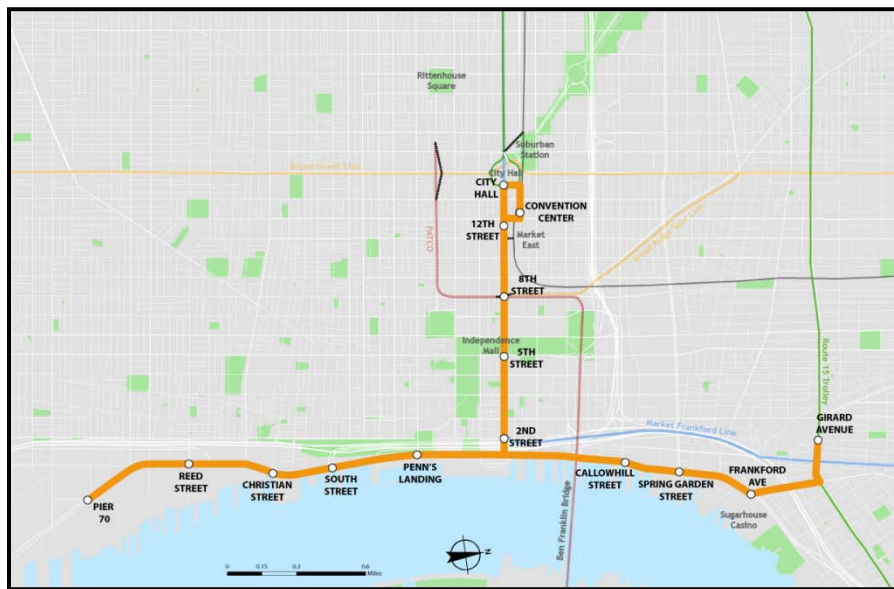 Rittenhouse
Square
Suburban
Station
Broad Street Line
City Hall
CITY
HALL
CONVENTION
CENTER
12TH
STREET
Market
East
PATCO
Broad Ridge Spur Line
8TH
STREET
Independence
Mall
5TH
STREET
Route 15 Trolley
GIRARD
AVENUE
2ND
STREET
Market Frankford Line
PENN'S
LANDING
REED
STREET
CHRISTIAN
STREET
SOUTH
STREET
CALLOWHILL
STREET
SPRING GARDEN
STREET
FRANKFORD
AVE
PIER
70
Sugarhouse
Casino
Ben Franklin Bridge
N
0 0.15 0.3 0.6
Miles